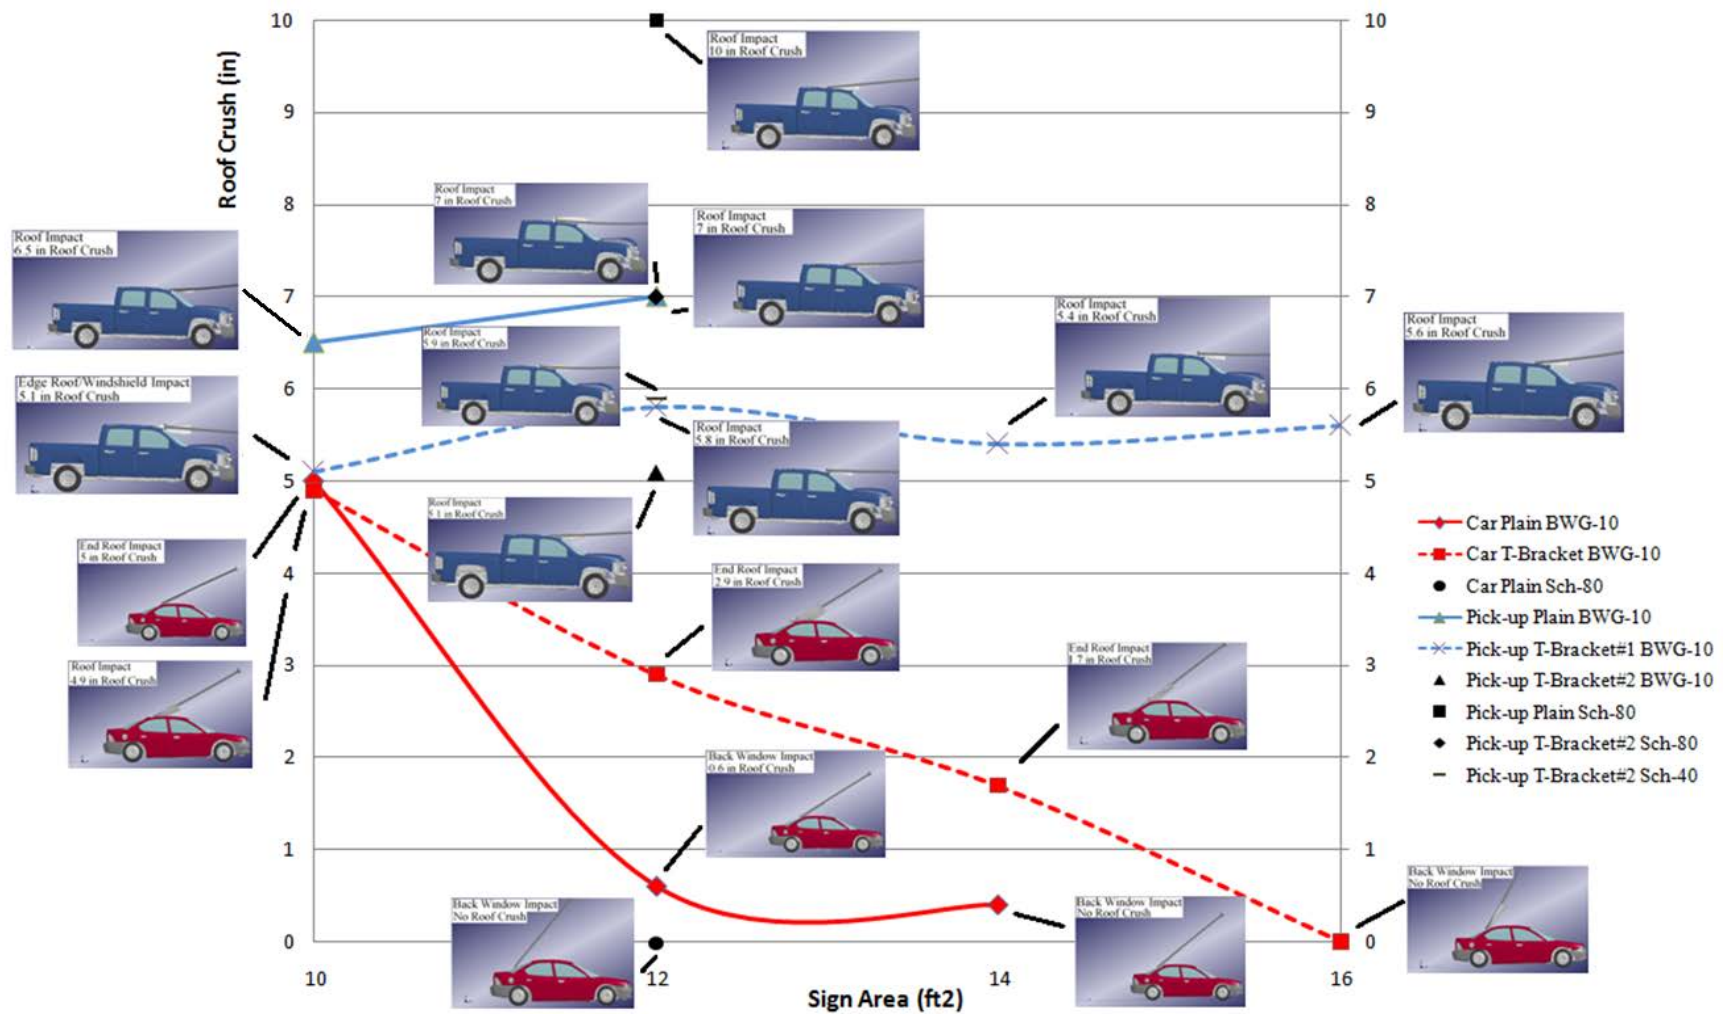 Roof Crush (in)
10
9
8
7
6
5
4
3
2
1
0
10
9
8
7
6
5
4
3
2
1
0
10
12
14
16
Sign Area (ft2)
Roof Impact
10 in Roof Crush
Roof Impact
7 in Roof Crush
Roof Impact
7 in Roof Crush
Roof Impact
6.5 in Roof Crush
Roof Impact
5.4 in Roof Crush
Roof Impact
5.6 in Roof Crush
Roof Impact
5.9 in Roof Crush
Edge Roof/Windshield Impact
5.1 in Roof Crush
Roof Impact
5.8 in Roof Crush
Roof Impact
5.1 in Roof Crush
End Roof Impact
5 in Roof Crush
End Roof Impact
2.9 in Roof Crush
Roof Impact
4.9 in Roof Crush
End Roof Impact
1.7 in Roof Crush
Back Window Impact
0.6 in Roof Crush
Back Window Impact
No Roof Crush
Back Window Impact
No Roof Crush
Back Window Impact
No Roof Crush
Car Plain BWG-10
Car T-Bracket BWG-10
Car Plain Sch-80
Pick-up Plain BWG-10
Pick-up T-Bracket#1 BWG-10
Pick-up T-Bracket#2 BWG-10
Pick-up Plain Sch-80
Pick-up T-Bracket#2 Sch-80
Pick-up T-Bracket#2 Sch-40